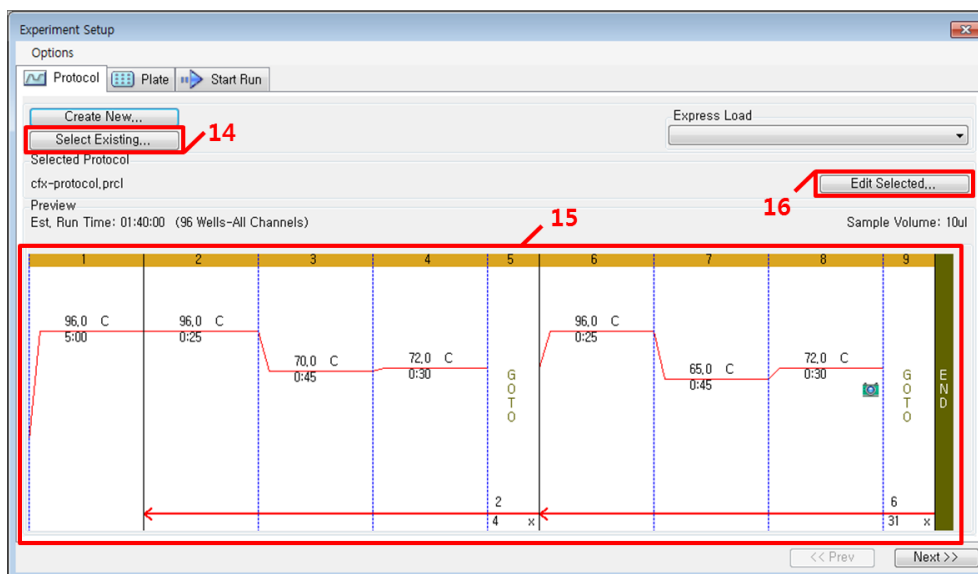 Experiment Setup
Options
Protocol Plate Start Run
Create New...
Express Load
Select Existing...
14
Selected Protocol
cfx-protocol.prcl
Edit Selected...
16
Preview
Est. Run Time: 01:40:00 (96 Wells-All Channels)
15
Sample Volume: 10ul
1 2 3 4 5 6 7 8 9
96.0 C 96.0 C 96.0 C
5:00 0:25 0:25
70.0 C 72.0 C 65.0 C 72.0 C
0:45 0:30 0:45 0:30
GOTO GOTO END
2 6
4 x 31 x
<< Prev Next >>